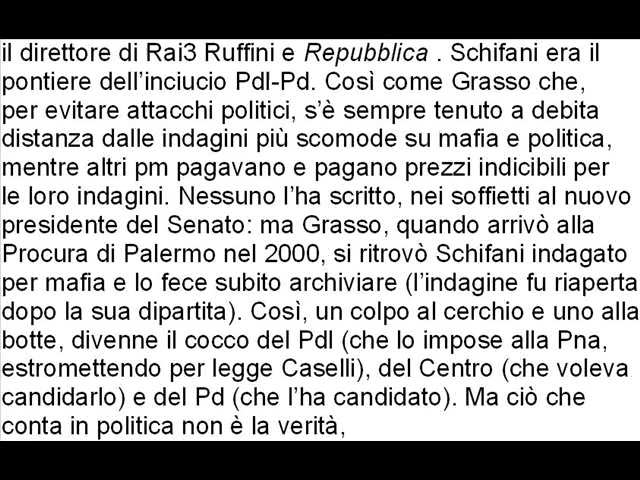 il direttore di Rai3 Ruffini e Repubblica . Schifani era il
pontiere dell’inciucio Pdl-Pd. Così come Grasso che,
per evitare attacchi politici, s’è sempre tenuto a debita
distanza dalle indagini più scomode su mafia e politica,
mentre altri pm pagavano e pagano prezzi indicibili per
le loro indagini. Nessuno l’ha scritto, nei soffietti al nuovo
presidente del Senato: ma Grasso, quando arrivò alla
Procura di Palermo nel 2000, si ritrovò Schifani indagato
per mafia e lo fece subito archiviare (l’indagine fu riaperta
dopo la sua dipartita). Così, un colpo al cerchio e uno alla
botte, divenne il cocco del Pdl (che lo impose alla Pna,
estromettendo per legge Caselli), del Centro (che voleva
candidarlo) e del Pd (che l’ha candidato). Ma ciò che
conta in politica non è la verità,